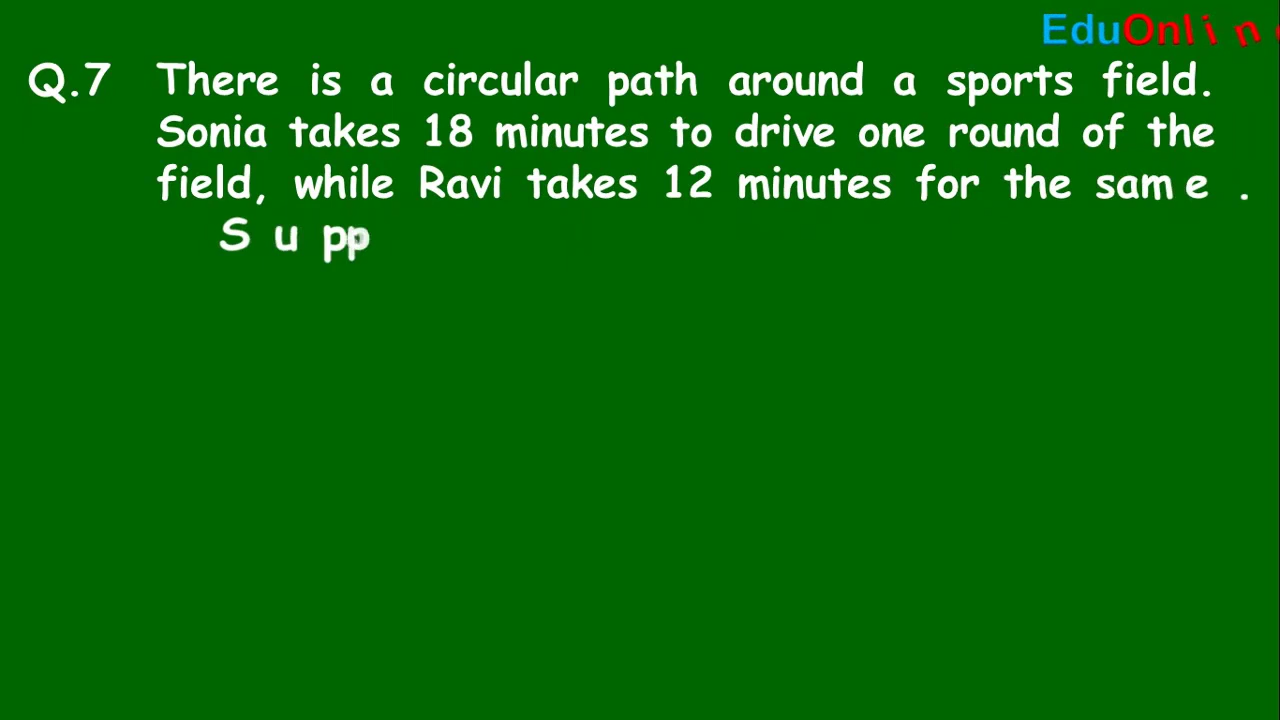 EduOnlin
Q.7 There is a circular path around a sports field.
Sonia takes 18 minutes to drive one round of the
field, while Ravi takes 12 minutes for the same .
S u pp